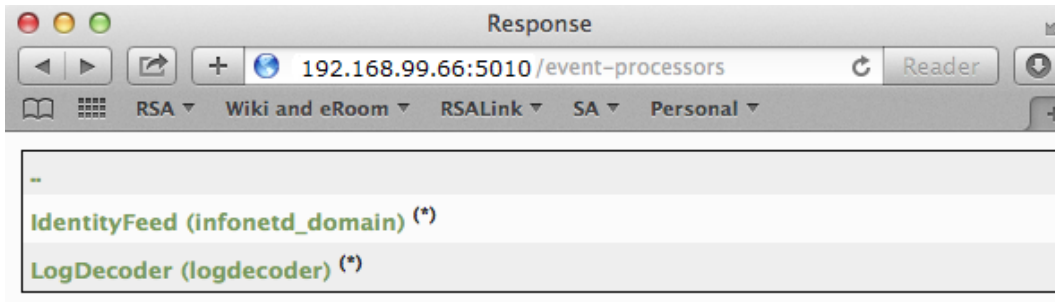 Response
192.168.99.66:5010/event-processors Reader
RSA Wiki and eRoom RSALink SA Personal
..
IdentityFeed (infonetd_domain) (*)
LogDecoder (logdecoder) (*)